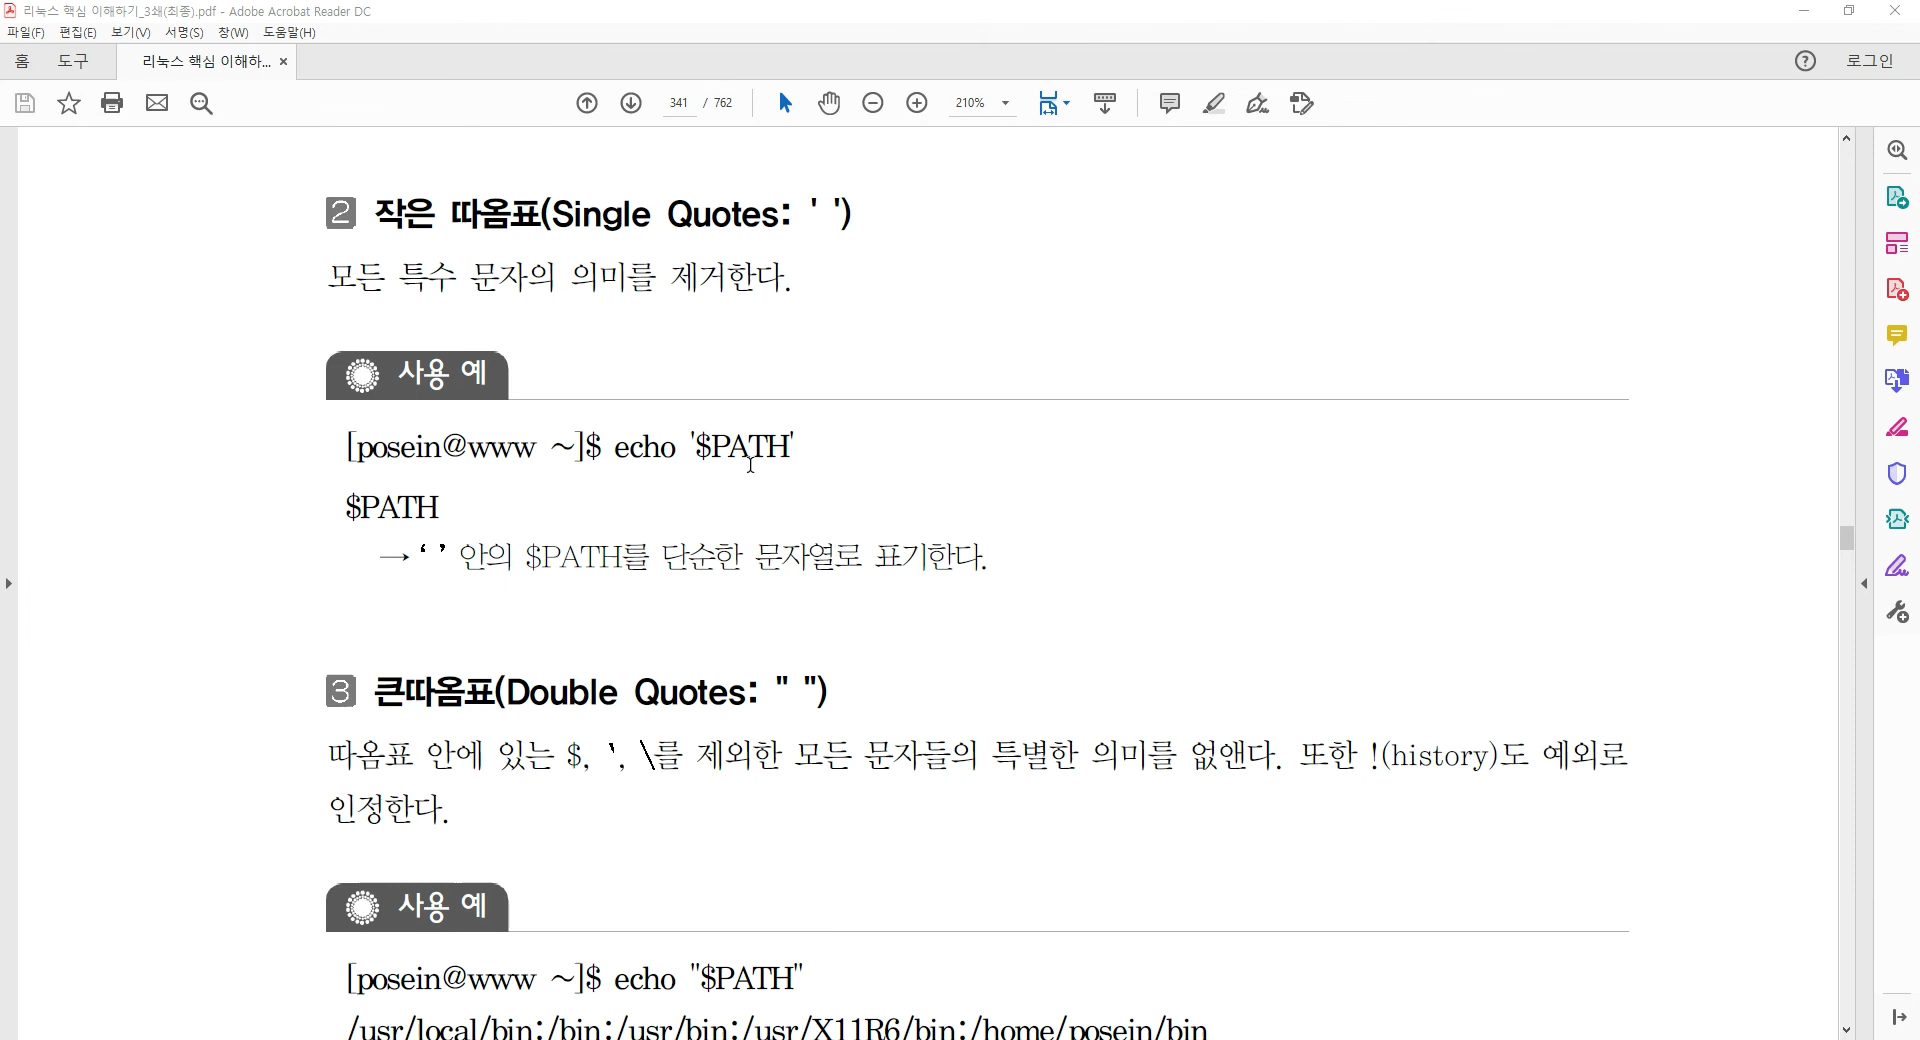 리눅스 핵심 이해하기_3쇄(최종).pdf - Adobe Acrobat Reader DC
파일(F) 편집(E) 보기(V) 서명(S) 창(W) 도움말(H)
홈 도구 리눅스 핵심 이해하... × 로그인
341 / 762 210%
2 작은 따옴표(Single Quotes: ' ')
모든 특수 문자의 의미를 제거한다.
사용 예
[posein@www ~]$ echo '$PATH'
$PATH
→ ‘ ’ 안의 $PATH를 단순한 문자열로 표기한다.
3 큰따옴표(Double Quotes: " ")
따옴표 안에 있는 $, `, \를 제외한 모든 문자들의 특별한 의미를 없앤다. 또한 !(history)도 예외로
인정한다.
사용 예
[posein@www ~]$ echo "$PATH"
/usr/local/bin:/bin:/usr/bin:/usr/X11R6/bin:/home/posein/bin